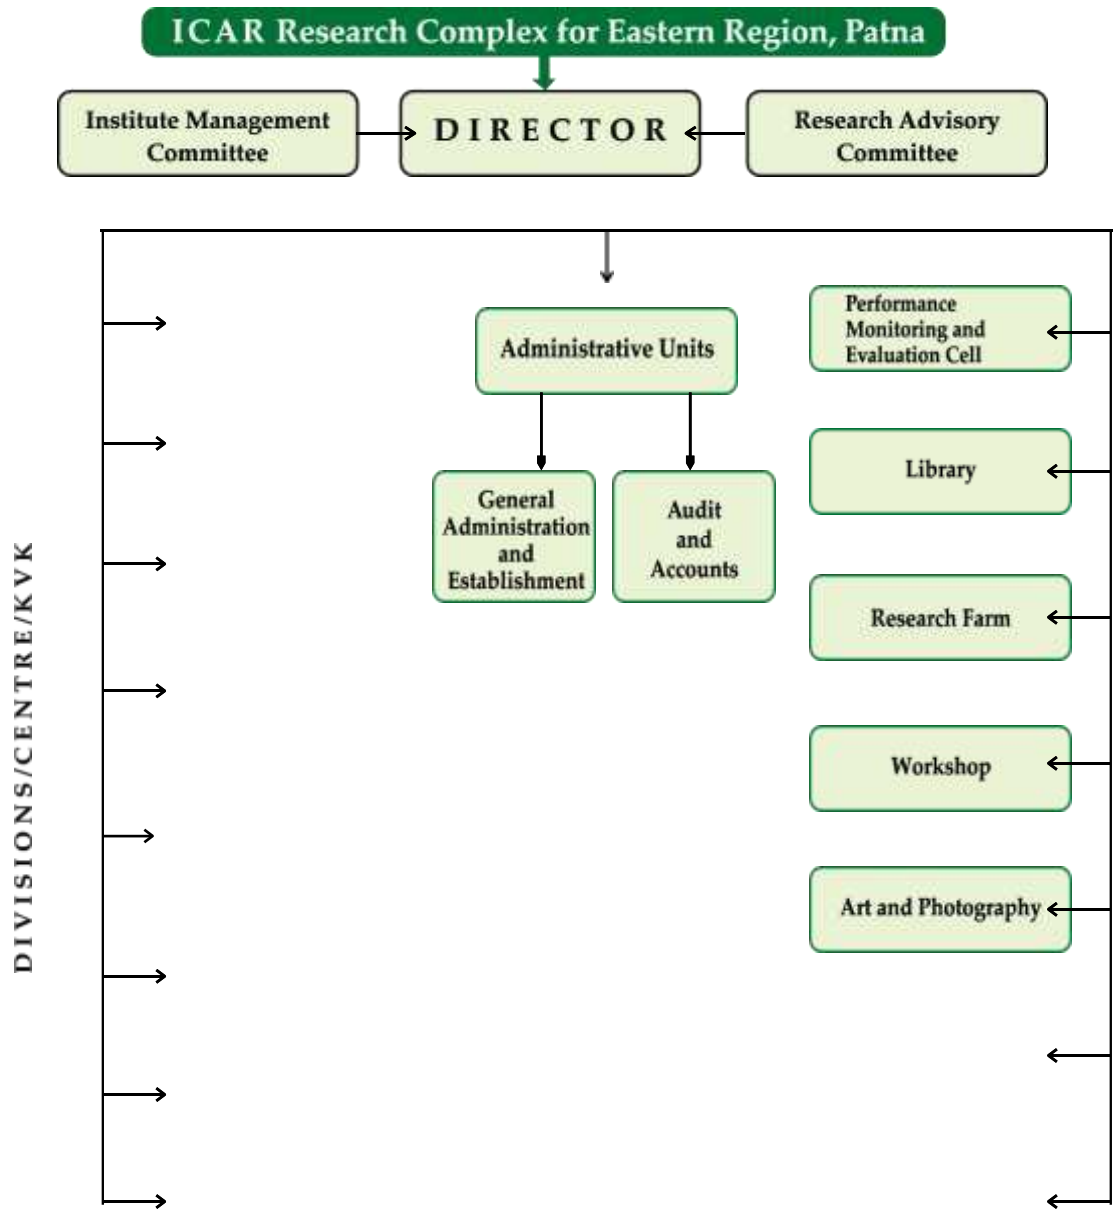 ICAR Research Complex for Eastern Region, Patna
Institute Management
Committee
DIRECTOR
Research Advisory
Committee
DIVISIONS/CENTRE/KVK
Administrative Units
General
Administration
and
Establishment
Audit
and
Accounts
Performance
Monitoring and
Evaluation Cell
Library
Research Farm
Workshop
Art and Photography